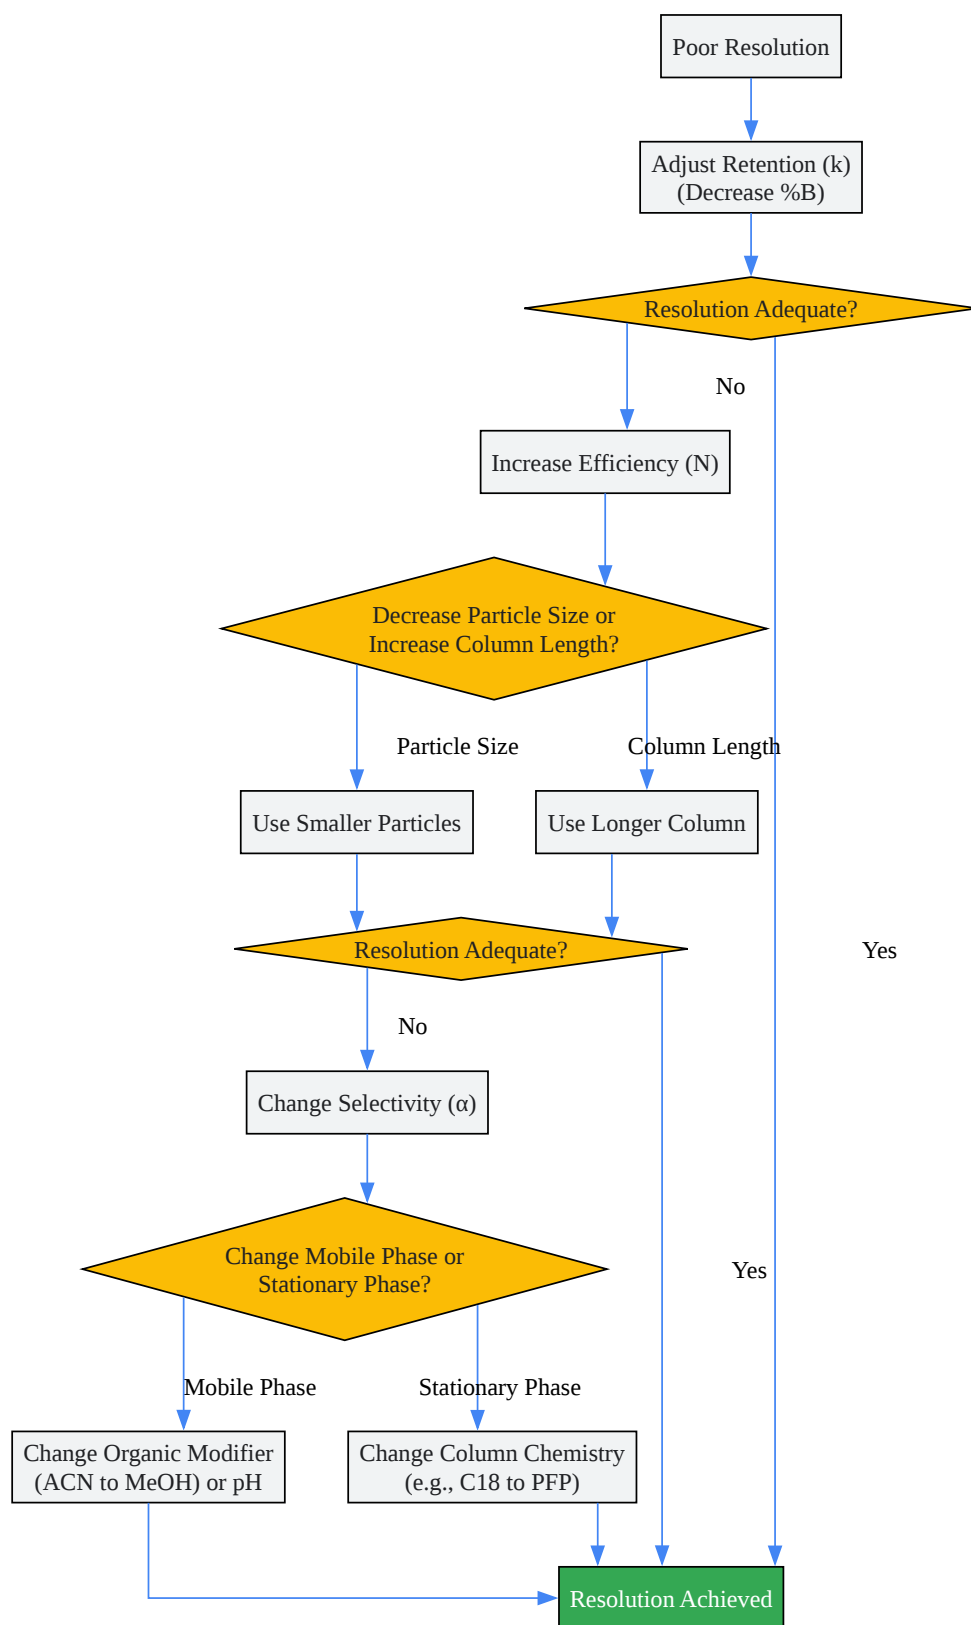 Poor Resolution
Adjust Retention (k)
(Decrease %B)
Resolution Adequate?
No
Increase Efficiency (N)
Decrease Particle Size or
Increase Column Length?
Particle Size
Column Length
Use Smaller Particles
Use Longer Column
Resolution Adequate?
Yes
No
Change Selectivity (α)
Change Mobile Phase or
Stationary Phase?
Yes
Mobile Phase
Stationary Phase
Change Organic Modifier
(ACN to MeOH) or pH
Change Column Chemistry
(e.g., C18 to PFP)
Resolution Achieved